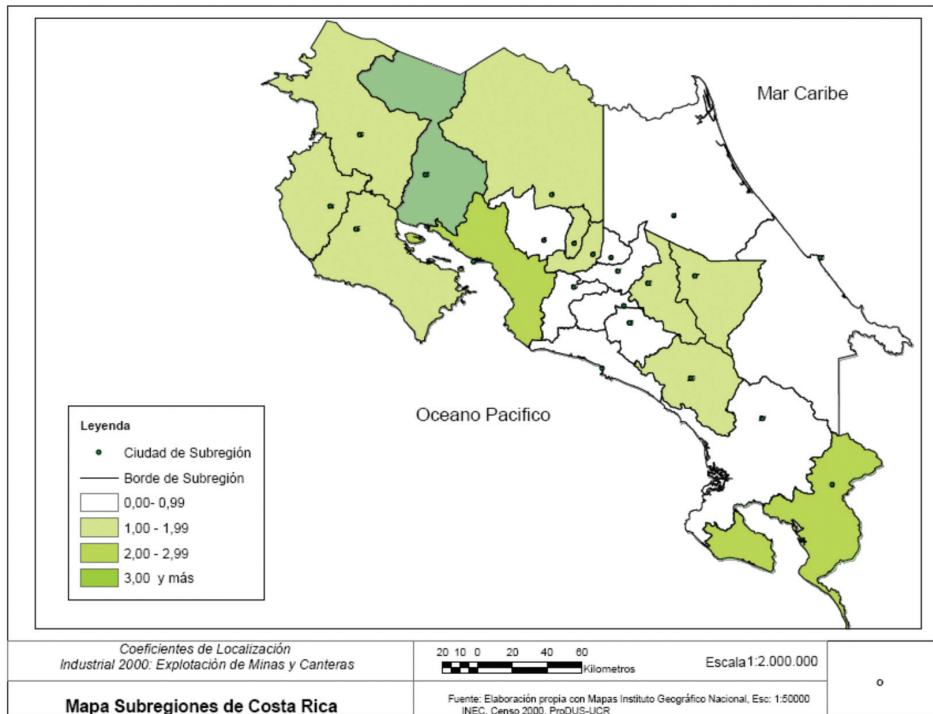 Mar Caribe
Oceano Pacifico
Leyenda
Ciudad de Subregión
Borde de Subregión
0,00- 0,99
1,00 - 1,99
2,00 - 2,99
3,00 y más
Coeficientes de Localización
Industrial 2000: Explotación de Minas y Canteras
20 10 0 20 40 60
Kilometros
Escala1:2.000.000
Mapa Subregiones de Costa Rica
Fuente: Elaboración propia con Mapas Instituto Geográfico Nacional, Esc: 1:50000
INEC, Censo 2000, ProDUS-UCR